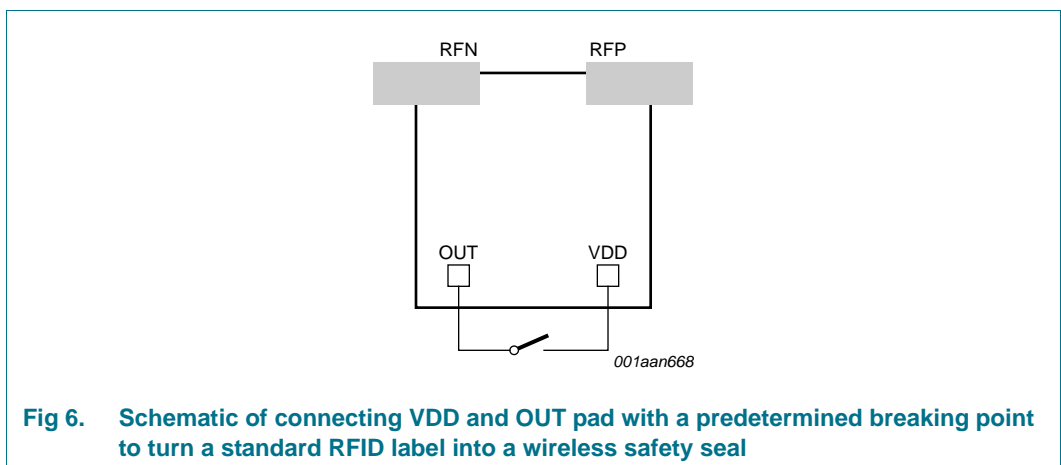 RFN RFP
OUT VDD
001aan668
Fig 6. Schematic of connecting VDD and OUT pad with a predetermined breaking point
to turn a standard RFID label into a wireless safety seal